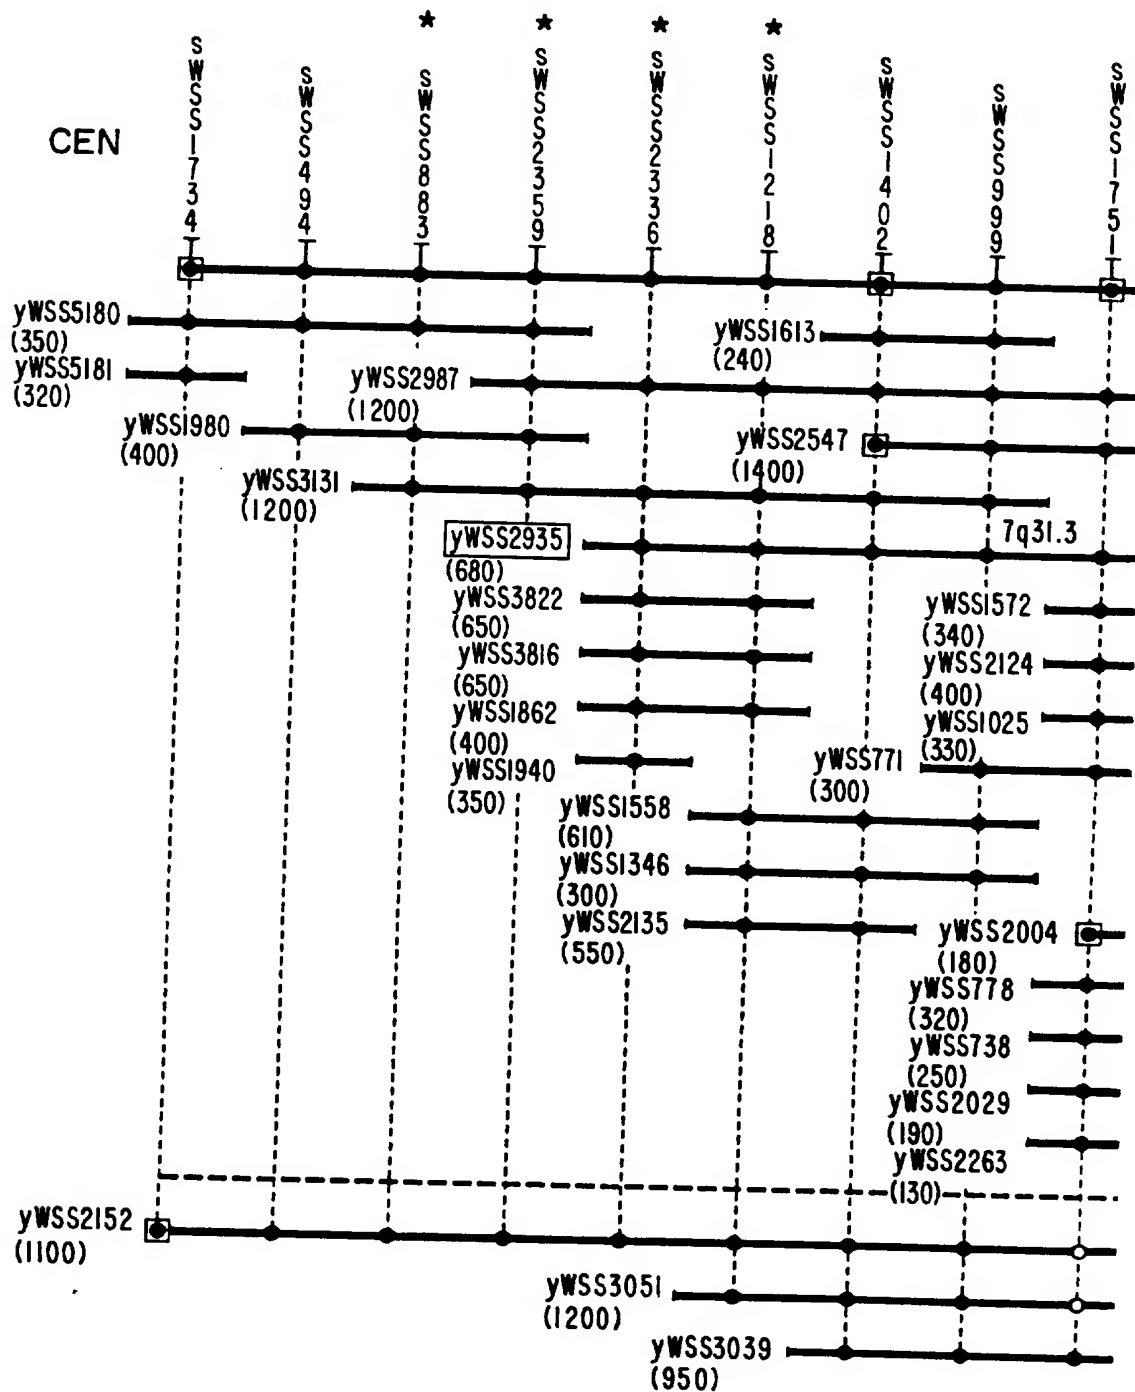 * * * *
sWSS1734
sWSS494
sWSS883
sWSS2359
sWSS2336
sWSS1218
sWSS1402
sWSS999
sWSS1751
CEN
yWSS5180
(350)
yWSS1613
(240)
yWSS5181
(320)
yWSS2987
(1200)
yWSS1980
(400)
yWSS2547
(1400)
yWSS3131
(1200)
7q31.3
yWSS2935
(680)
yWSS3822
(650)
yWSS1572
(340)
yWSS3816
(650)
yWSS2124
(400)
yWSS1862
(400)
yWSS1025
(330)
yWSS1940
(350)
yWSS771
(300)
yWSS1558
(610)
yWSS1346
(300)
yWSS2135
(550)
yWSS2004
(180)
yWSS778
(320)
yWSS738
(250)
yWSS2029
(190)
yWSS2263
(130)
yWSS2152
(1100)
yWSS3051
(1200)
yWSS3039
(950)